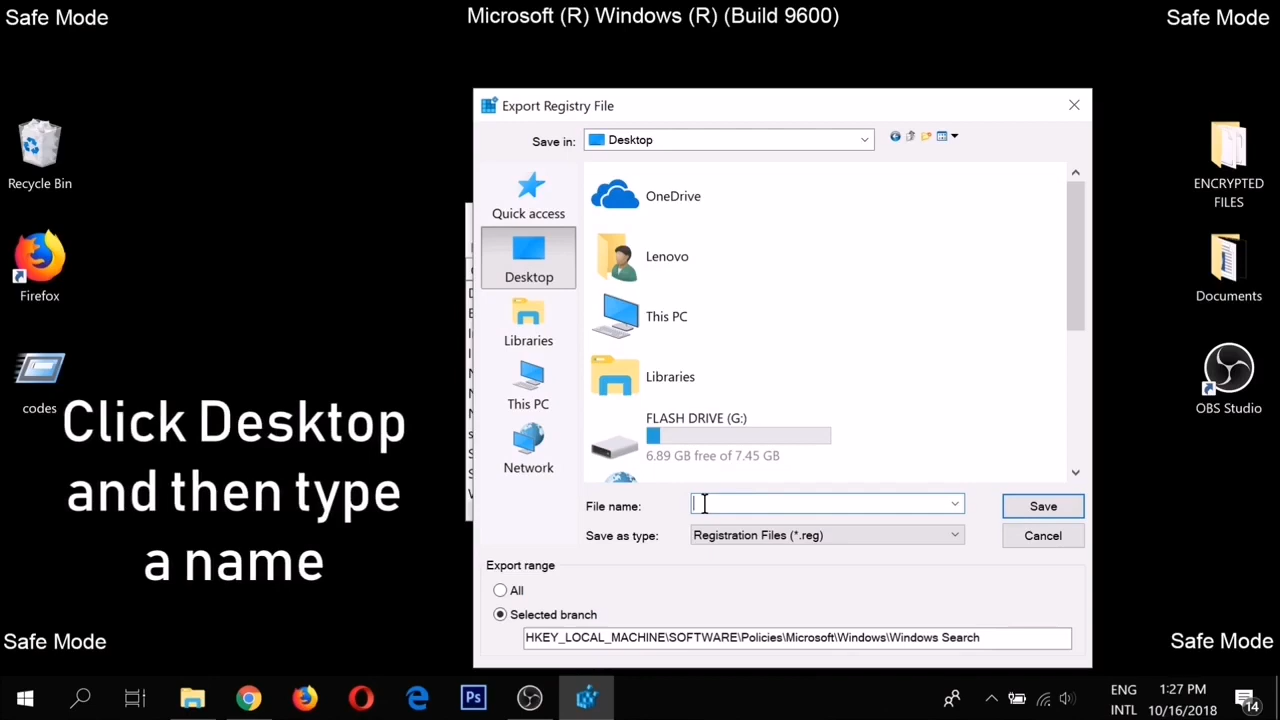 Safe Mode
Microsoft (R) Windows (R) (Build 9600)
Safe Mode
Recycle Bin
Firefox
codes
Click Desktop
and then type
a name
Export Registry File
Save in:
Desktop
Quick access
Desktop
Libraries
This PC
Network
OneDrive
Lenovo
This PC
Libraries
FLASH DRIVE (G:)
6.89 GB free of 7.45 GB
File name:
Save
Save as type:
Registration Files (*.reg)
Cancel
Export range
All
Selected branch
HKEY_LOCAL_MACHINE\SOFTWARE\Policies\Microsoft\Windows\Windows Search
ENCRYPTED
FILES
Documents
OBS Studio
Safe Mode
Safe Mode
Ps
ENG
INTL
1:27 PM
10/16/2018
14